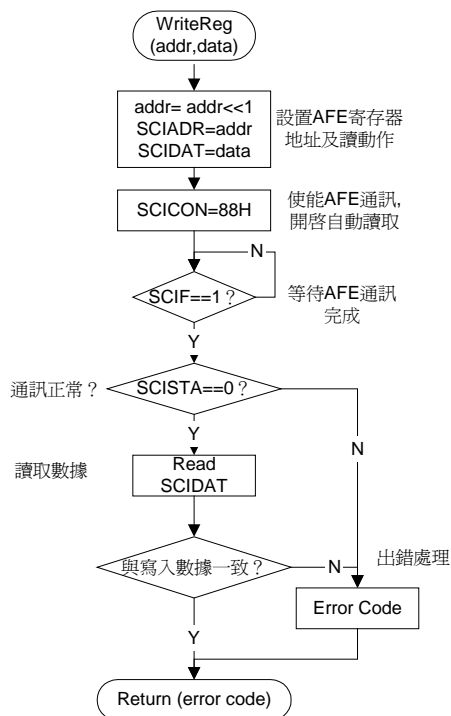 WriteReg
(addr,data)
addr= addr<<1
SCIADR=addr
SCIDAT=data
設置AFE寄存器
地址及讀動作
SCICON=88H
使能AFE通訊,
開啓自動讀取
N
SCIF==1？
等待AFE通訊
完成
Y
通訊正常？
SCISTA==0？
Y
N
讀取數據
Read
SCIDAT
與寫入數據一致？
N
出錯處理
Error Code
Y
Return (error code)